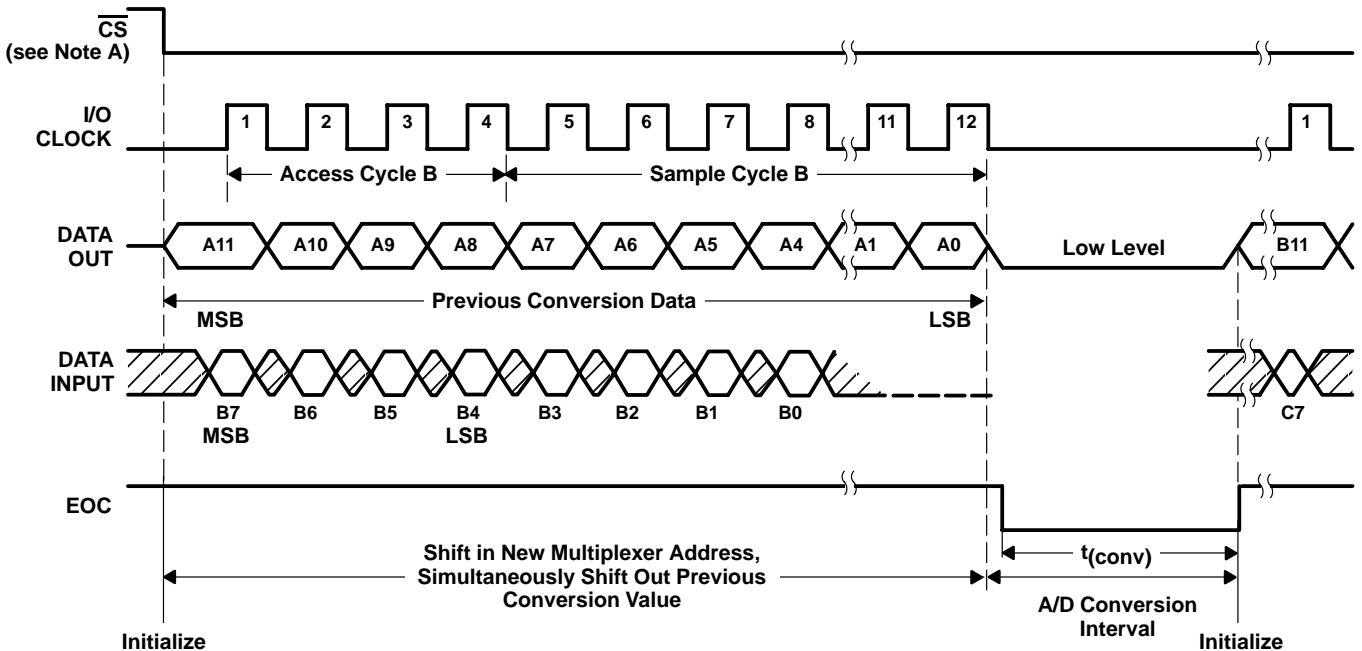 CS
(see Note A)
I/O
CLOCK
1 2 3 4 5 6 7 8 11 12 1
Access Cycle B Sample Cycle B
DATA
OUT
A11 A10 A9 A8 A7 A6 A5 A4 A1 A0 Low Level B11
Previous Conversion Data
MSB LSB
DATA
INPUT
B7 B6 B5 B4 B3 B2 B1 B0 C7
MSB LSB
EOC
t(conv)
Shift in New Multiplexer Address,
Simultaneously Shift Out Previous
Conversion Value
A/D Conversion
Interval
Initialize Initialize